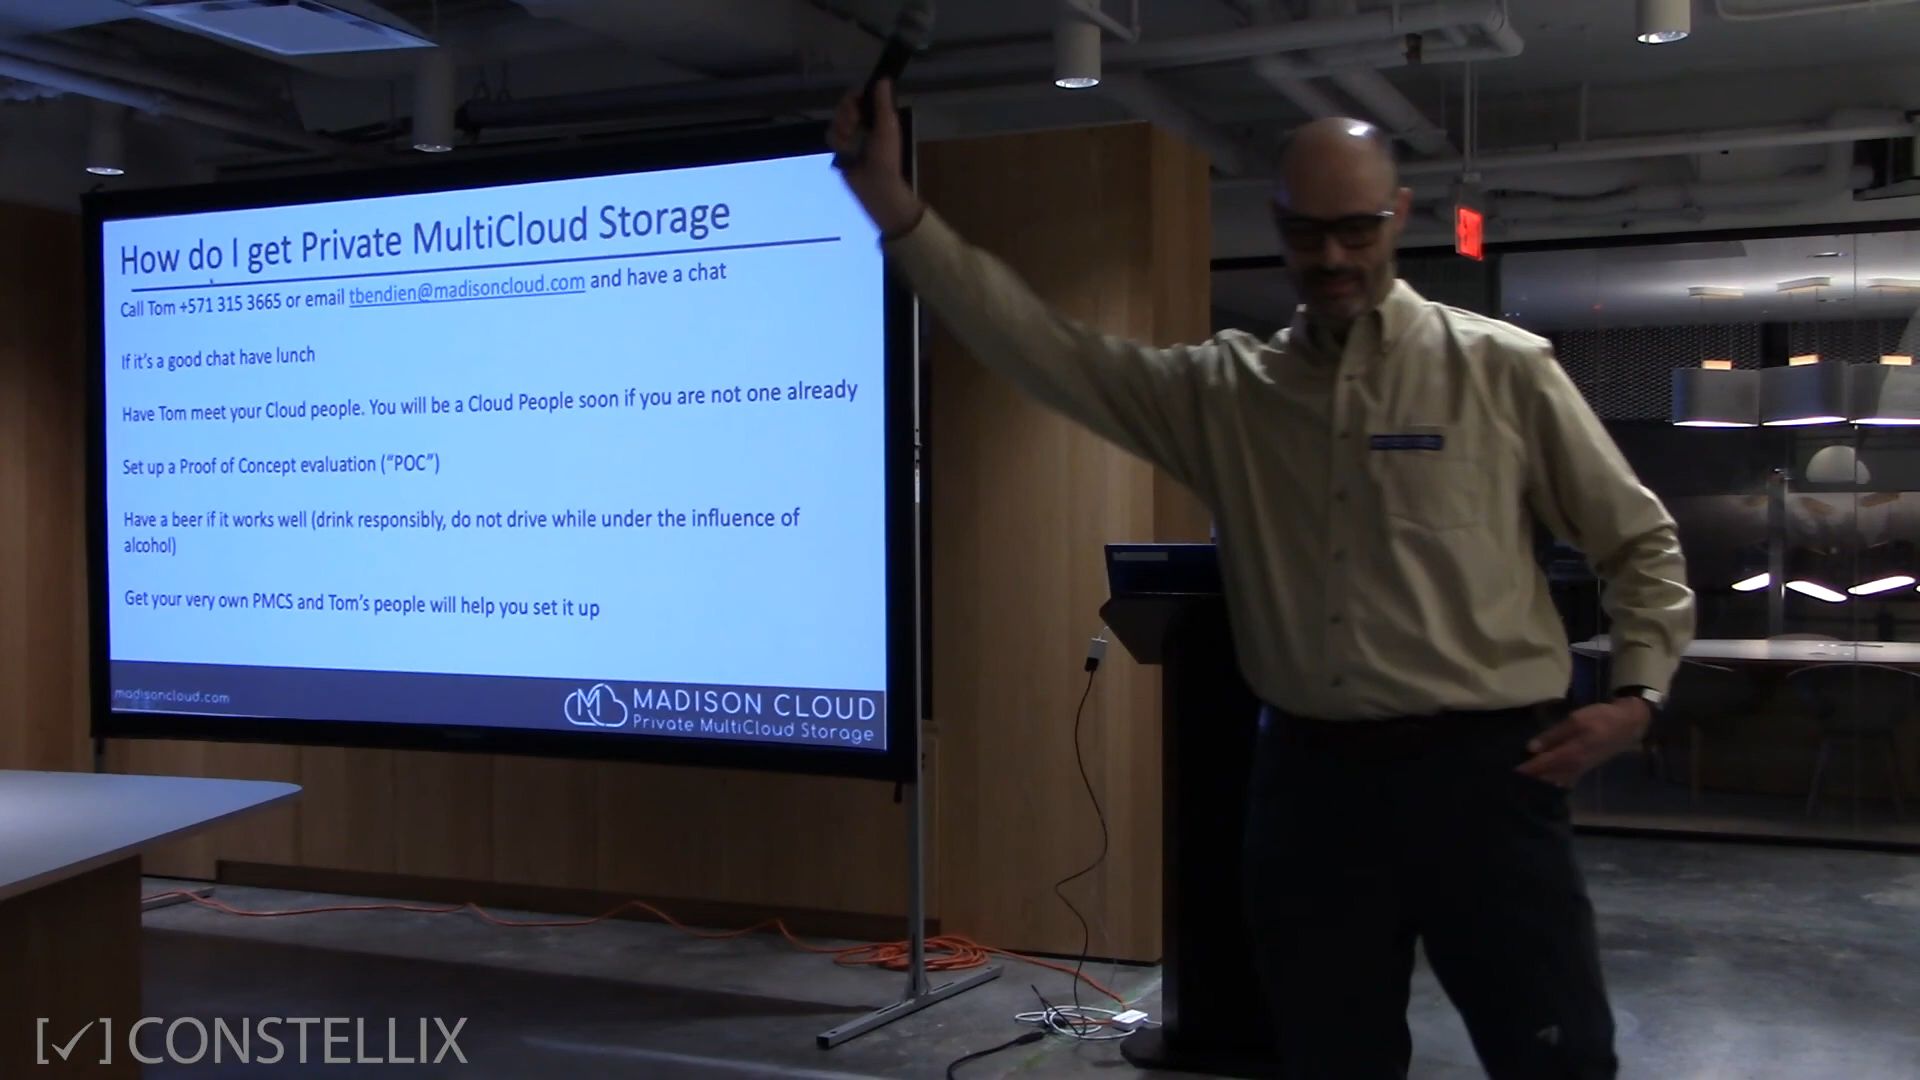 How do I get Private MultiCloud Storage
Call Tom +571 315 3665 or email tbendien@madisoncloud.com and have a chat
If it's a good chat have lunch
Have Tom meet your Cloud people. You will be a Cloud People soon if you are not one already
Set up a Proof of Concept evaluation (“POC”)
Have a beer if it works well (drink responsibly, do not drive while under the influence of
alcohol)
Get your very own PMCS and Tom's people will help you set it up
madisoncloud.com
MADISON CLOUD
Private MultiCloud Storage
CONSTELLIX